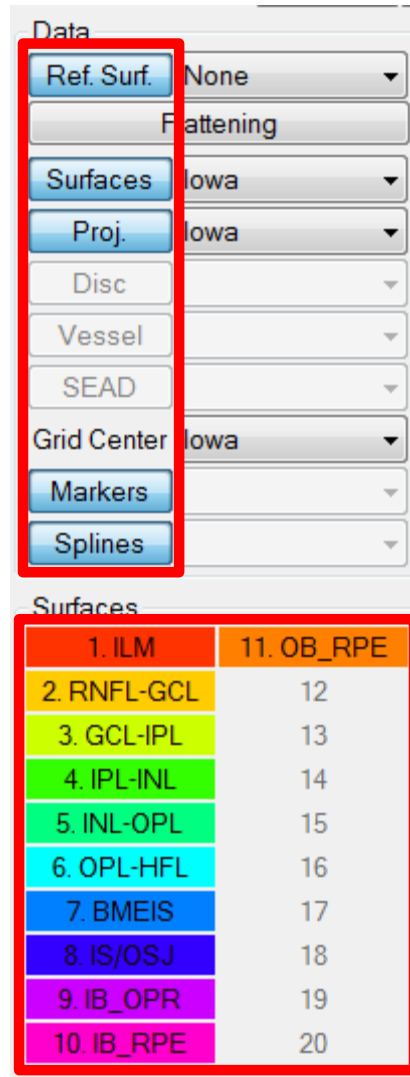 Data
Ref. Surf. None
Flattening
Surfaces Iowa
Proj. Iowa
Disc
Vessel
SEAD
Grid Center Iowa
Markers
Splines
Surfaces
1. ILM 11. OB_RPE
2. RNFL-GCL 12
3. GCL-IPL 13
4. IPL-INL 14
5. INL-OPL 15
6. OPL-HFL 16
7. BMEIS 17
8. IS/OSJ 18
9. IB_OPR 19
10. IB_RPE 20